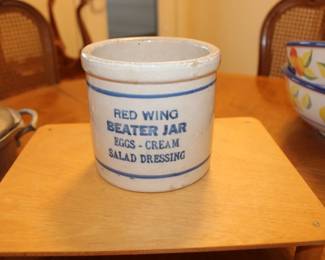 RED WING
BEATER JAR
EGGS - CREAM
SALAD DRESSING